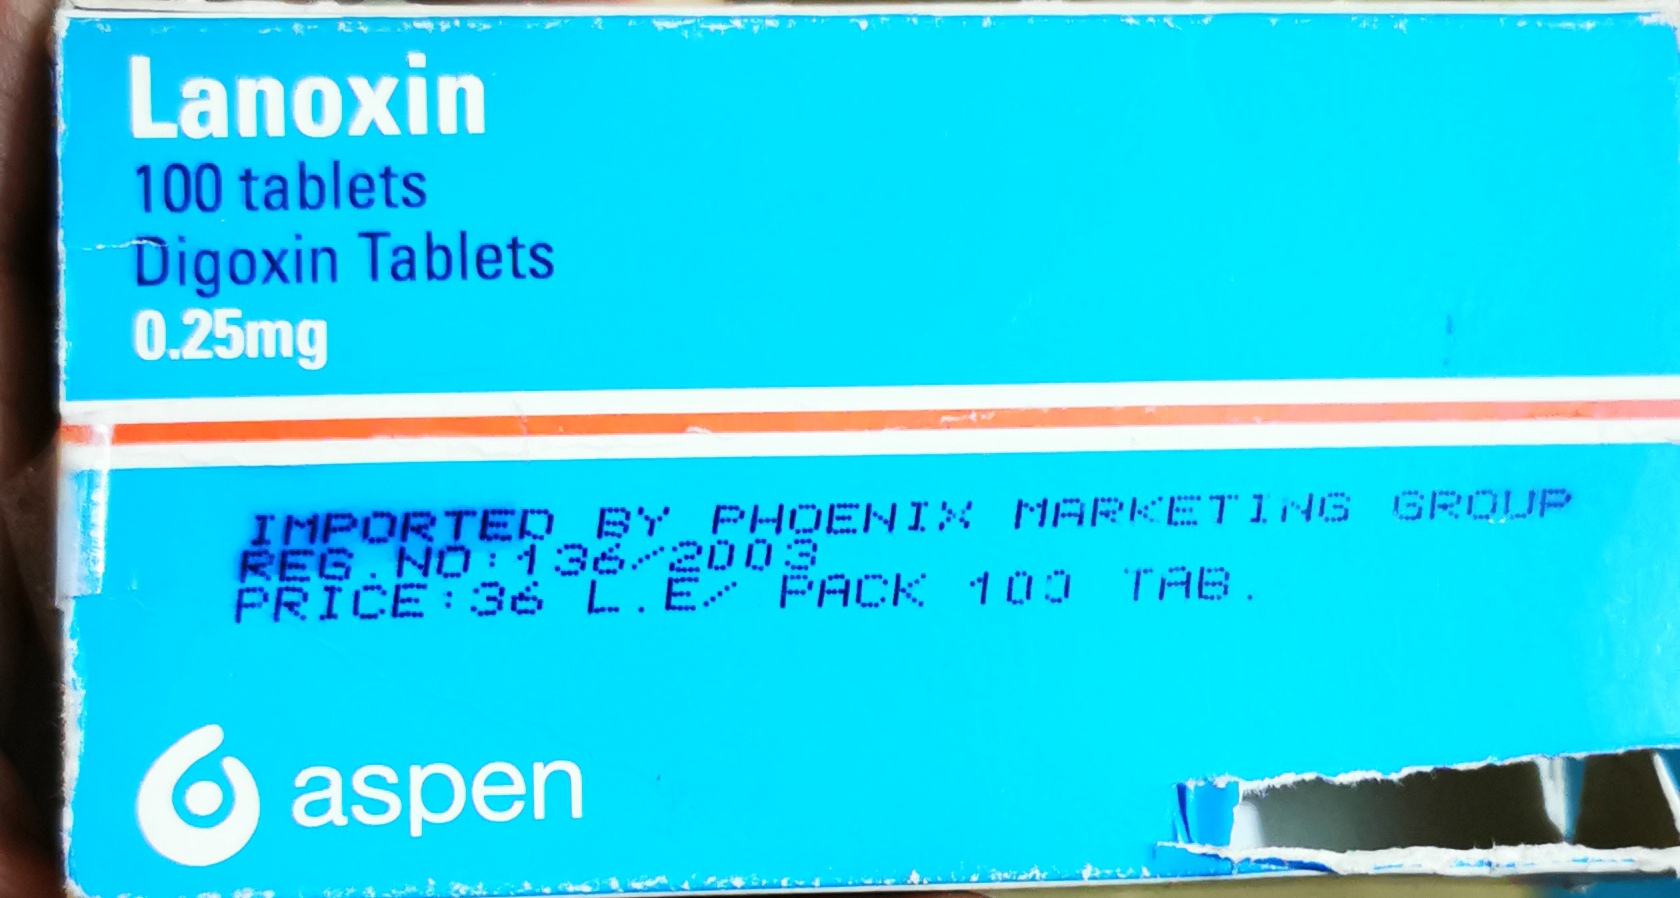 Lanoxin
100 tablets
Digoxin Tablets
0.25mg
IMPORTED BY PHOENIX MARKETING GROUP
REG.NO:136/2003
PRICE:36 L.E/ PACK 100 TAB.
aspen